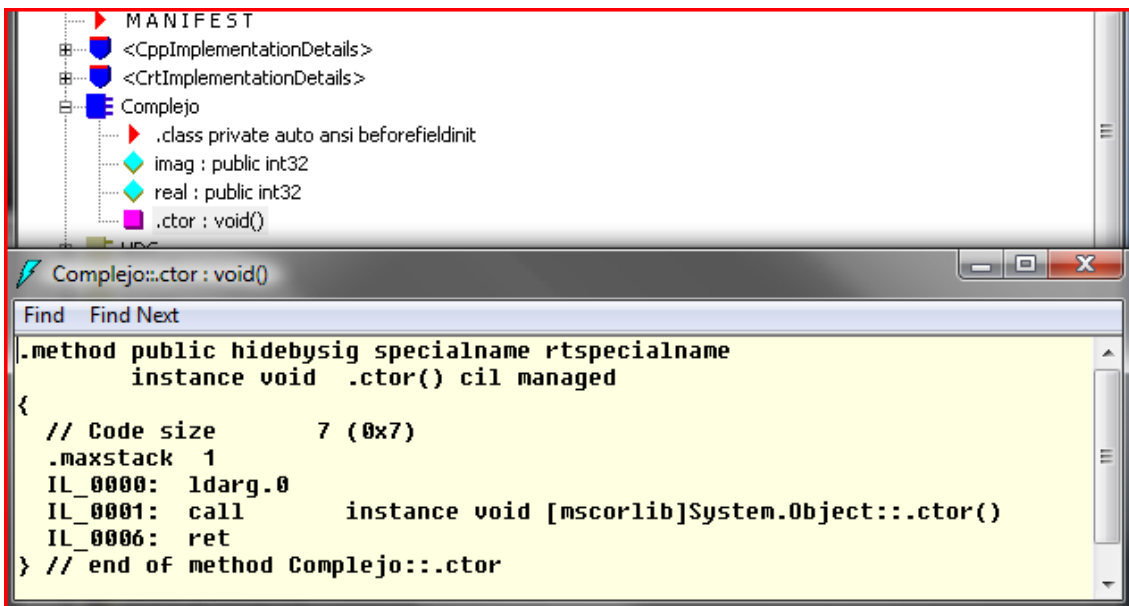 MANIFEST
<CppImplementationDetails>
<CrtImplementationDetails>
Complejo
.class private auto ansi beforefieldinit
imag : public int32
real : public int32
.ctor : void()
Complejo::.ctor : void()
Find Find Next
.method public hidebysig specialname rtspecialname
instance void .ctor() cil managed
{
// Code size 7 (0x7)
.maxstack 1
IL_0000: ldarg.0
IL_0001: call instance void [mscorlib]System.Object::.ctor()
IL_0006: ret
} // end of method Complejo::.ctor